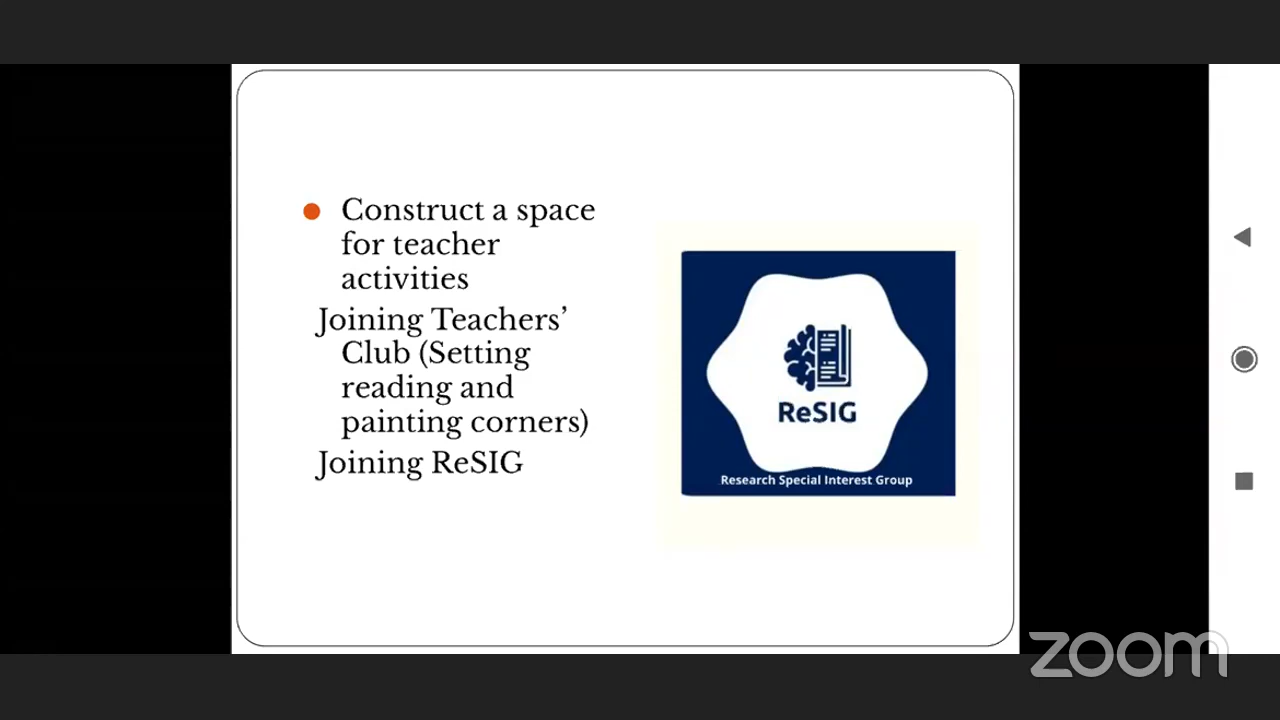 Construct a space
for teacher
activities
Joining Teachers’
Club (Setting
reading and
painting corners)
Joining ReSIG
ReSIG
Research Special Interest Group
zoom